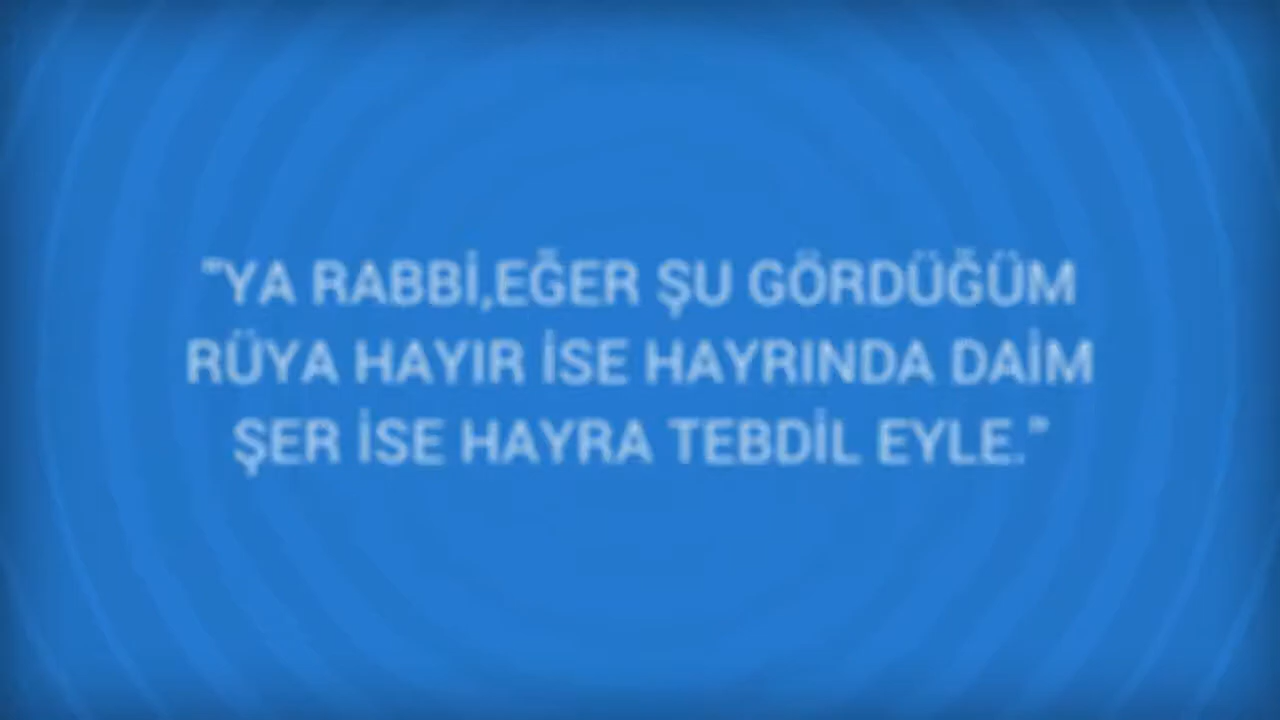 "YA RABBİ,EĞER ŞU GÖRDÜĞÜM
RÜYA HAYIR İSE HAYRINDA DAİM
ŞER İSE HAYRA TEBDİL EYLE."